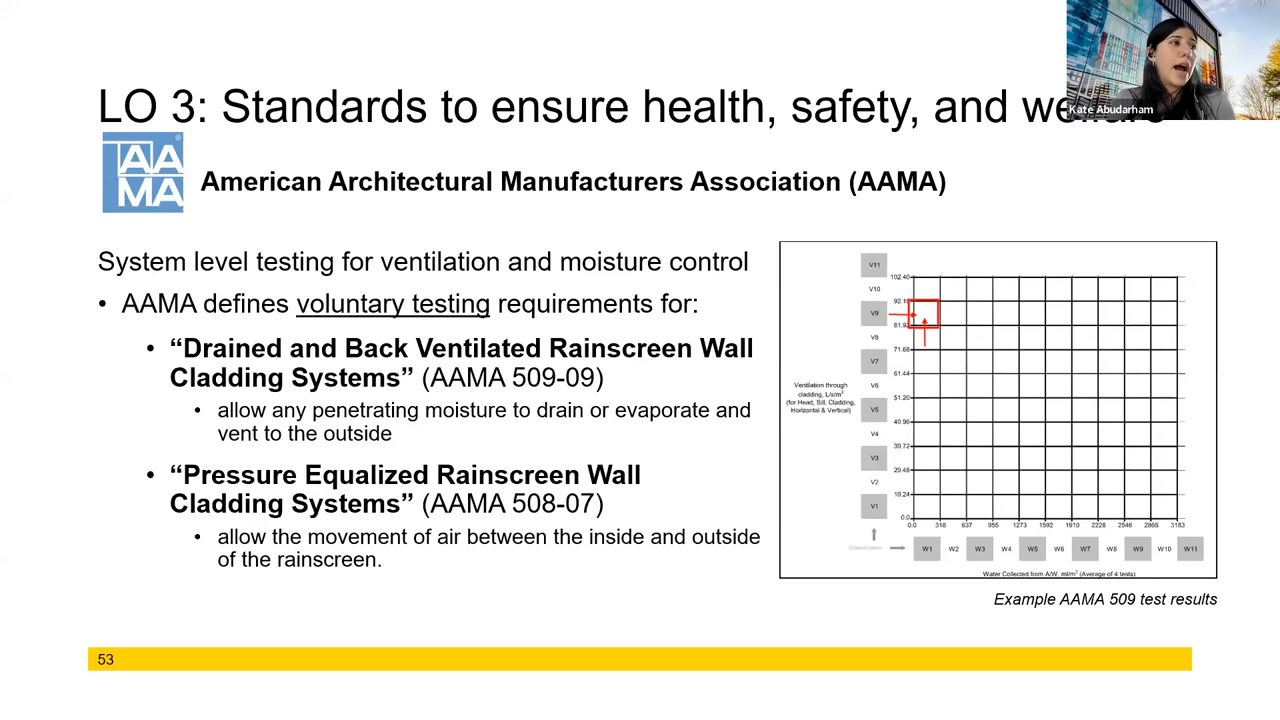 Kate Abudarham
LO 3: Standards to ensure health, safety, and welfare
AAMA®
American Architectural Manufacturers Association (AAMA)
System level testing for ventilation and moisture control
• AAMA defines voluntary testing requirements for:
• “Drained and Back Ventilated Rainscreen Wall
Cladding Systems” (AAMA 509-09)
• allow any penetrating moisture to drain or evaporate and
vent to the outside
• “Pressure Equalized Rainscreen Wall
Cladding Systems” (AAMA 508-07)
• allow the movement of air between the inside and outside
of the rainscreen.
V11
102.40
V10
92.16
V9
81.92
V8
71.68
V7
61.44
Ventilation through
cladding, L/s/m²
(for Head, Sill, Cladding,
Horizontal & Vertical)
V6
51.20
V5
40.96
V4
30.72
V3
20.48
V2
10.24
V1
0.0
0.0 318 637 955 1273 1592 1910 2228 2546 2865 3183
Classification
W1 W2 W3 W4 W5 W6 W7 W8 W9 W10 W11
Water Collected from A/W, ml/m² (Average of 4 tests)
Example AAMA 509 test results
53